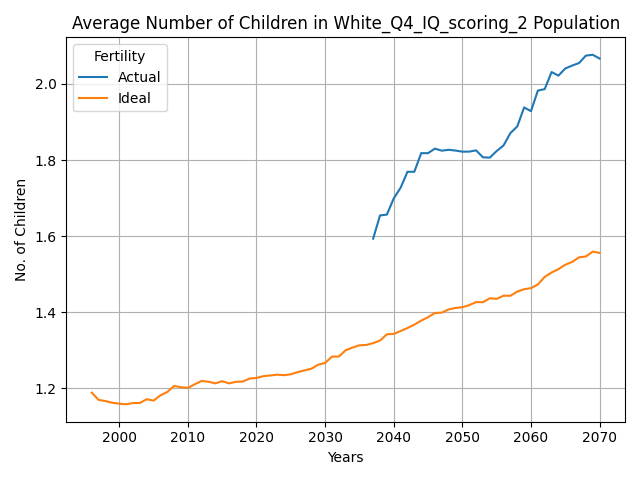 Average Number of Children in White_Q4_IQ_scoring_2 Population
Fertility
Actual
Ideal
No. of Children
2.0
1.8
1.6
1.4
1.2
2000 2010 2020 2030 2040 2050 2060 2070
Years